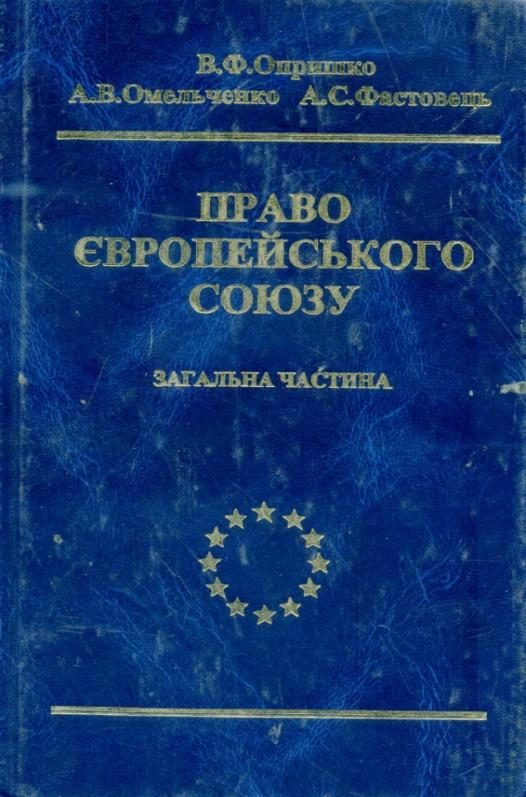 В.Ф.Опришко
А.В.Омельченко А.С.Фастовець
ПРАВО
ЄВРОПЕЙСЬКОГО
СОЮЗУ
ЗАГАЛЬНА ЧАСТИНА